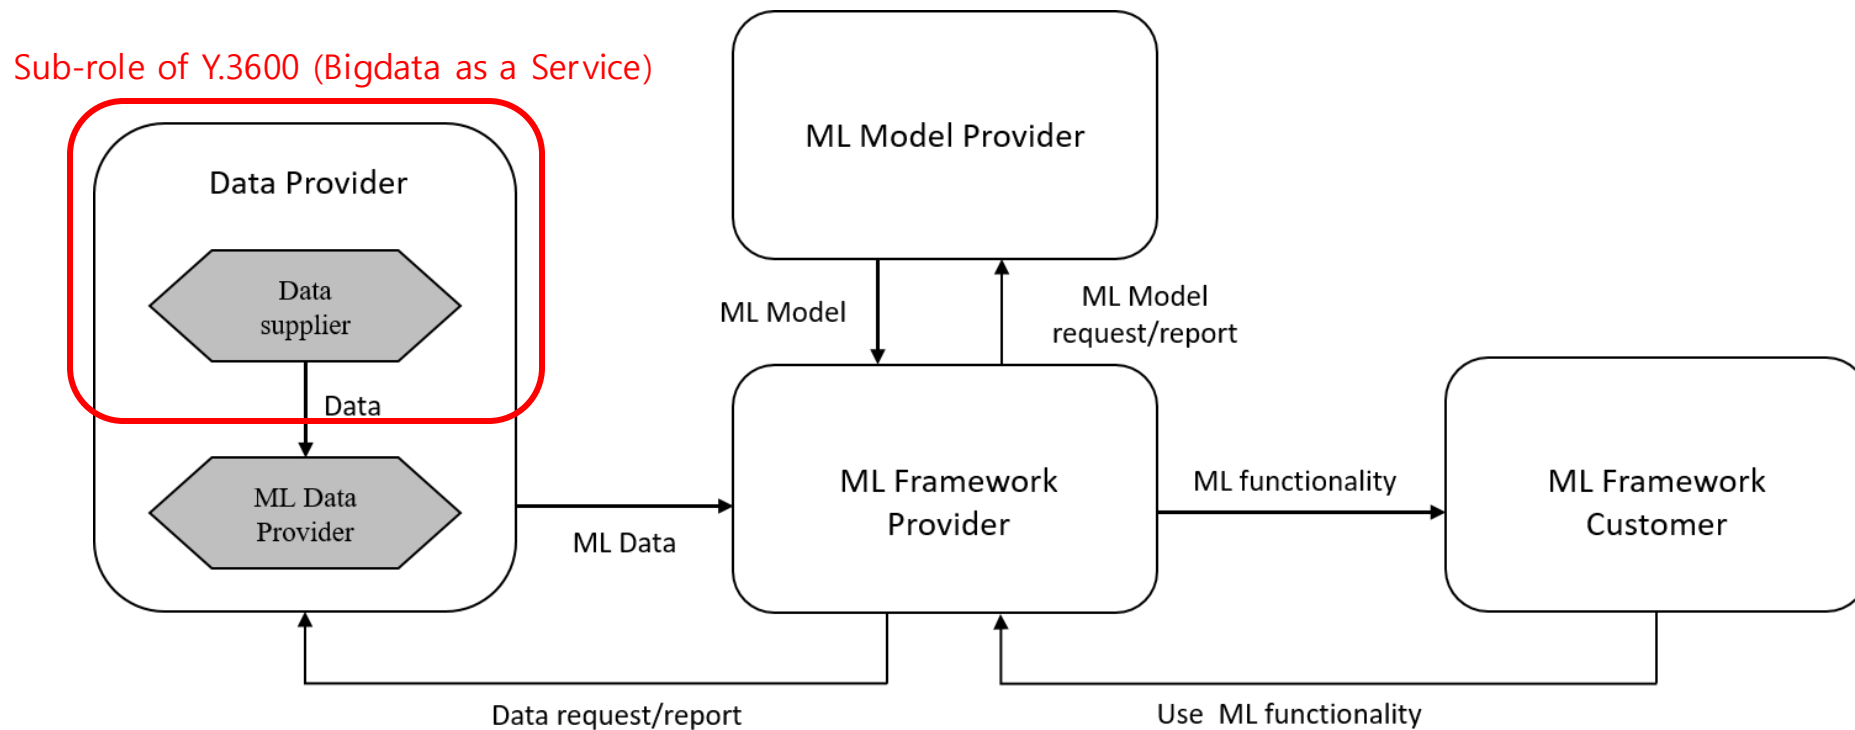 Sub-role of Y.3600 (Bigdata as a Service)
Data Provider
Data
supplier
Data
ML Data
Provider
ML Data
ML Model Provider
ML Model
ML Model
request/report
ML Framework
Provider
ML functionality
ML Framework
Customer
Data request/report
Use ML functionality